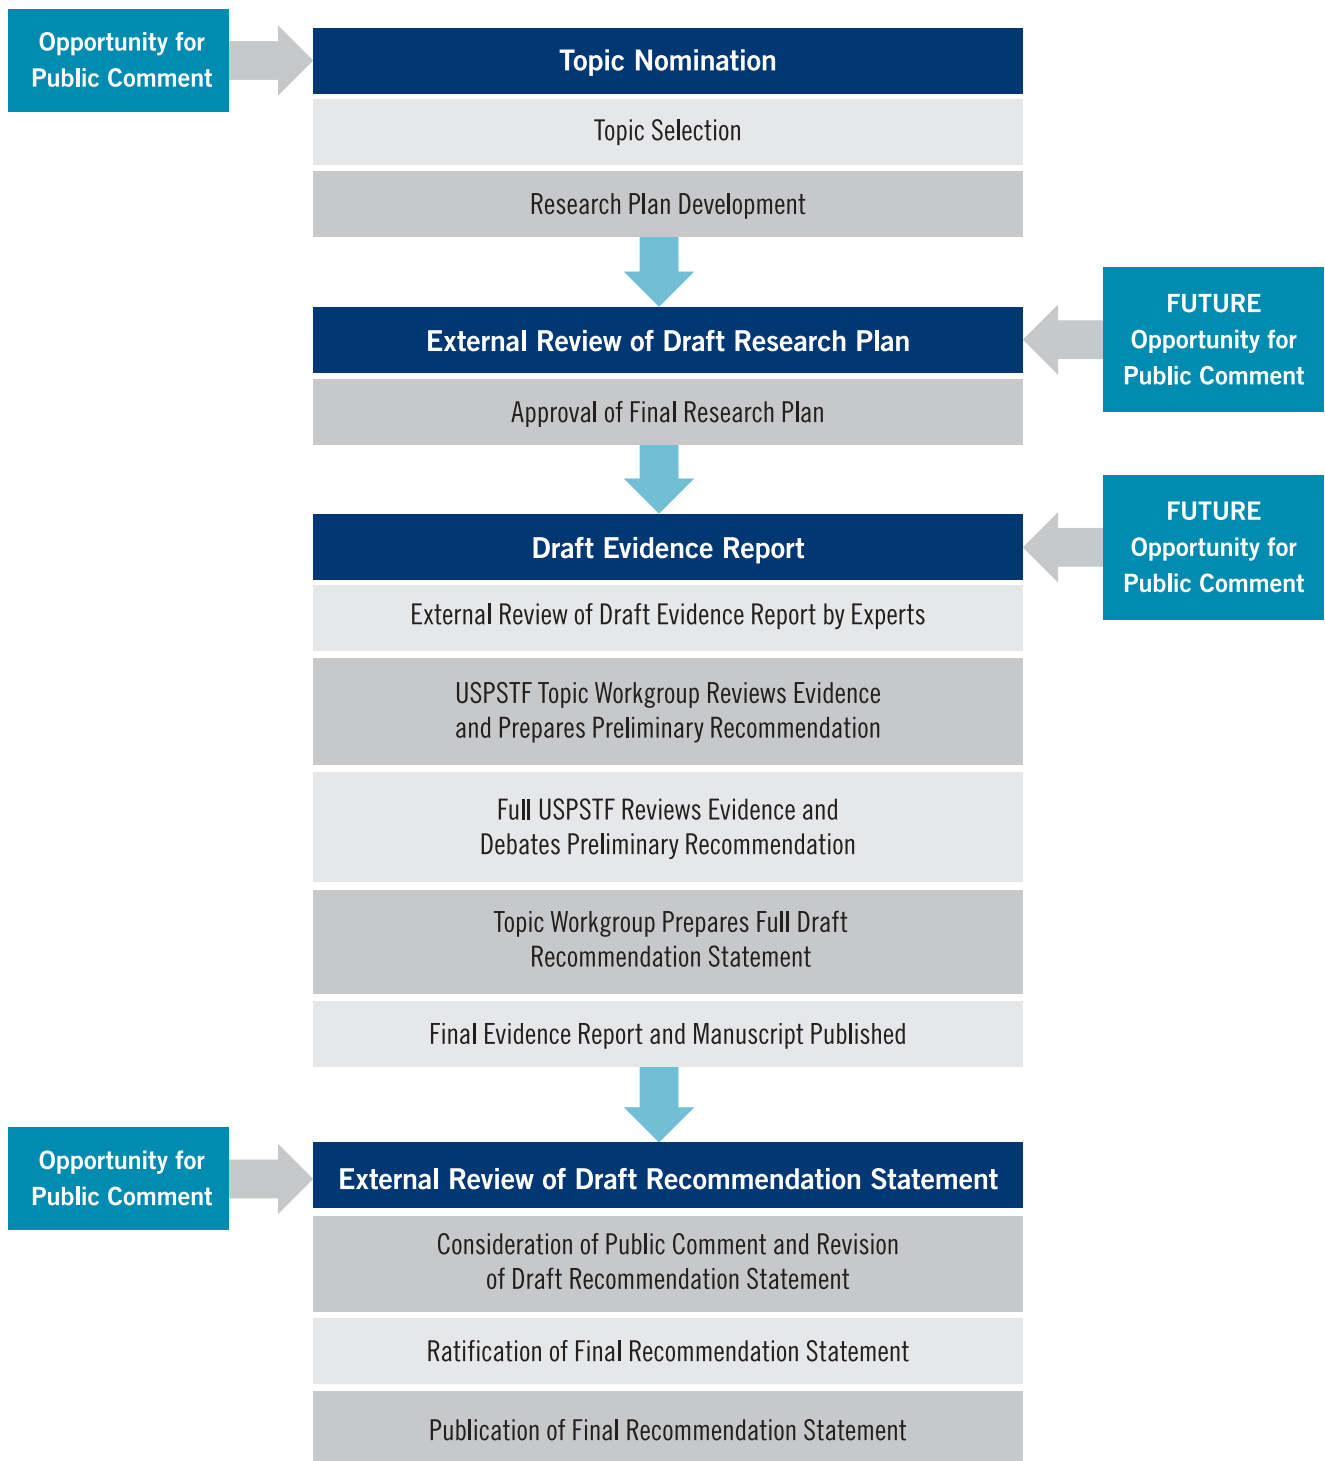 Opportunity for
Public Comment
Topic Nomination
Topic Selection
Research Plan Development
External Review of Draft Research Plan
FUTURE
Opportunity for
Public Comment
Approval of Final Research Plan
Draft Evidence Report
FUTURE
Opportunity for
Public Comment
External Review of Draft Evidence Report by Experts
USPSTF Topic Workgroup Reviews Evidence
and Prepares Preliminary Recommendation
Full USPSTF Reviews Evidence and
Debates Preliminary Recommendation
Topic Workgroup Prepares Full Draft
Recommendation Statement
Final Evidence Report and Manuscript Published
Opportunity for
Public Comment
External Review of Draft Recommendation Statement
Consideration of Public Comment and Revision
of Draft Recommendation Statement
Ratification of Final Recommendation Statement
Publication of Final Recommendation Statement